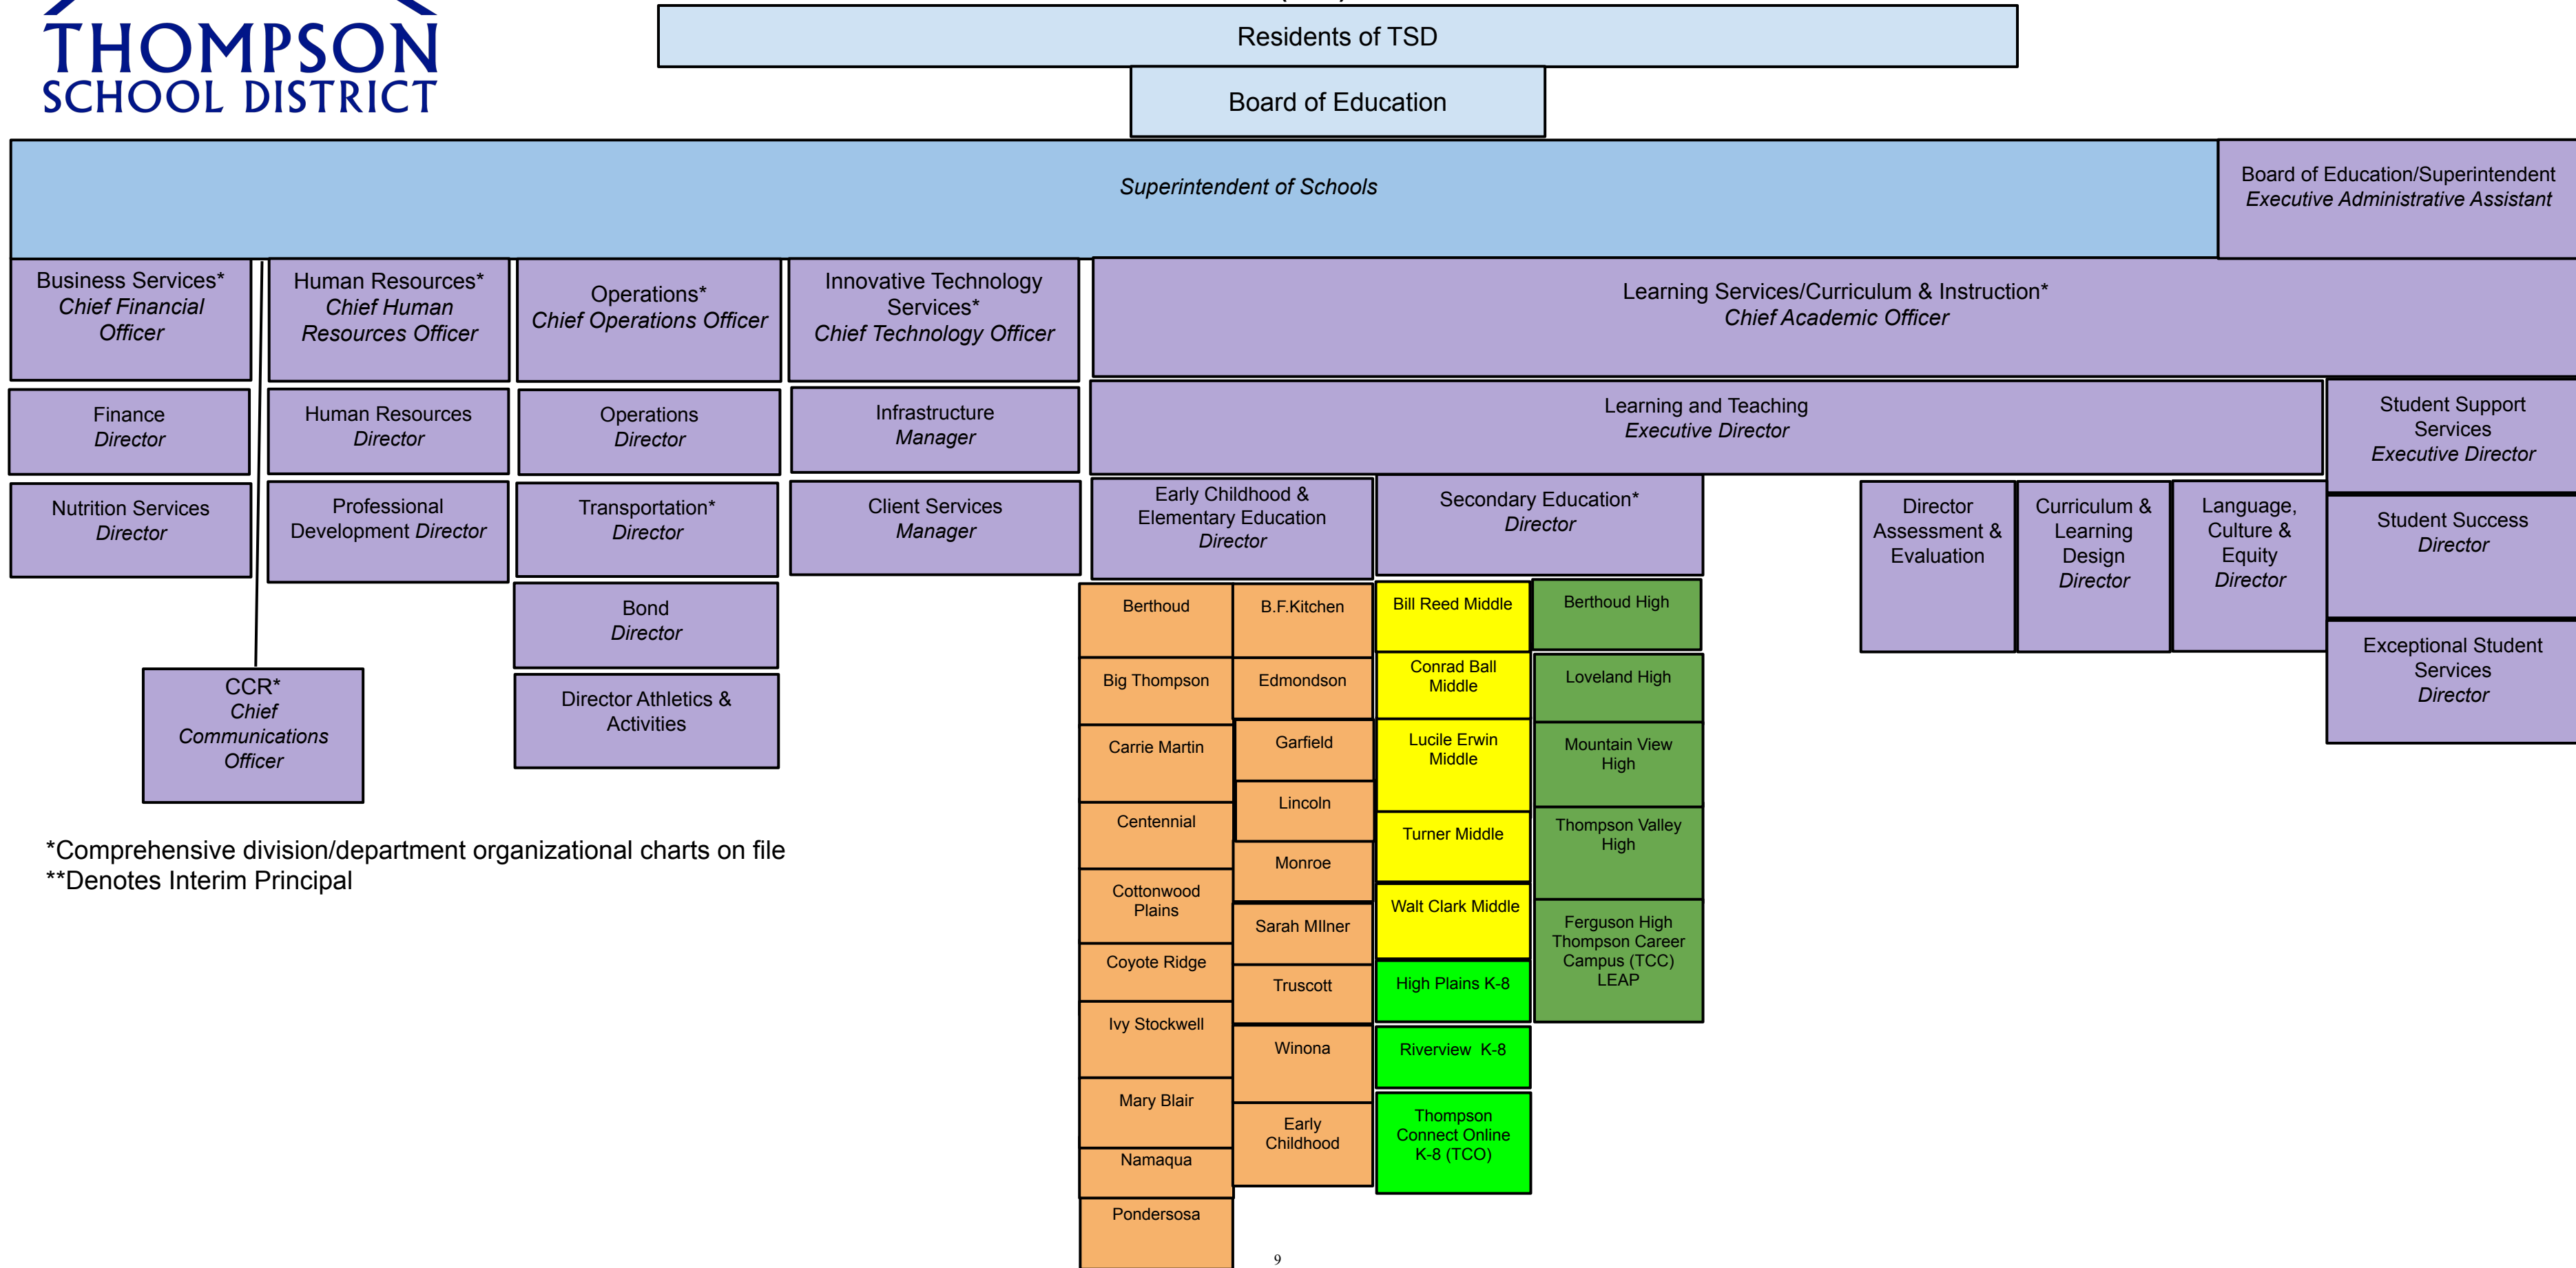 THOMPSON
SCHOOL DISTRICT
Residents of TSD
Board of Education
Superintendent of Schools
Board of Education/Superintendent
Executive Administrative Assistant
Business Services*
Chief Financial
Officer
Human Resources*
Chief Human
Resources Officer
Operations*
Chief Operations Officer
Innovative Technology
Services*
Chief Technology Officer
Learning Services/Curriculum & Instruction*
Chief Academic Officer
Finance
Director
Human Resources
Director
Operations
Director
Infrastructure
Manager
Learning and Teaching
Executive Director
Student Support
Services
Executive Director
Nutrition Services
Director
Professional
Development Director
Transportation*
Director
Client Services
Manager
Early Childhood &
Elementary Education
Director
Secondary Education*
Director
Director
Assessment &
Evaluation
Curriculum &
Learning
Design
Director
Language,
Culture &
Equity
Director
Student Success
Director
Bond
Director
Exceptional Student
Services
Director
CCR*
Chief
Communications
Officer
Director Athletics &
Activities
Berthoud
Big Thompson
Carrie Martin
Centennial
Cottonwood
Plains
Coyote Ridge
Ivy Stockwell
Mary Blair
Namaqua
Pondersosa
B.F.Kitchen
Edmondson
Garfield
Lincoln
Monroe
Sarah MIlner
Truscott
Winona
Early
Childhood
Bill Reed Middle
Conrad Ball
Middle
Lucile Erwin
Middle
Turner Middle
Walt Clark Middle
High Plains K-8
Riverview  K-8
Thompson
Connect Online
K-8 (TCO)
Berthoud High
Loveland High
Mountain View
High
Thompson Valley
High
Ferguson High
Thompson Career
Campus (TCC)
LEAP
*Comprehensive division/department organizational charts on file
**Denotes Interim Principal
9